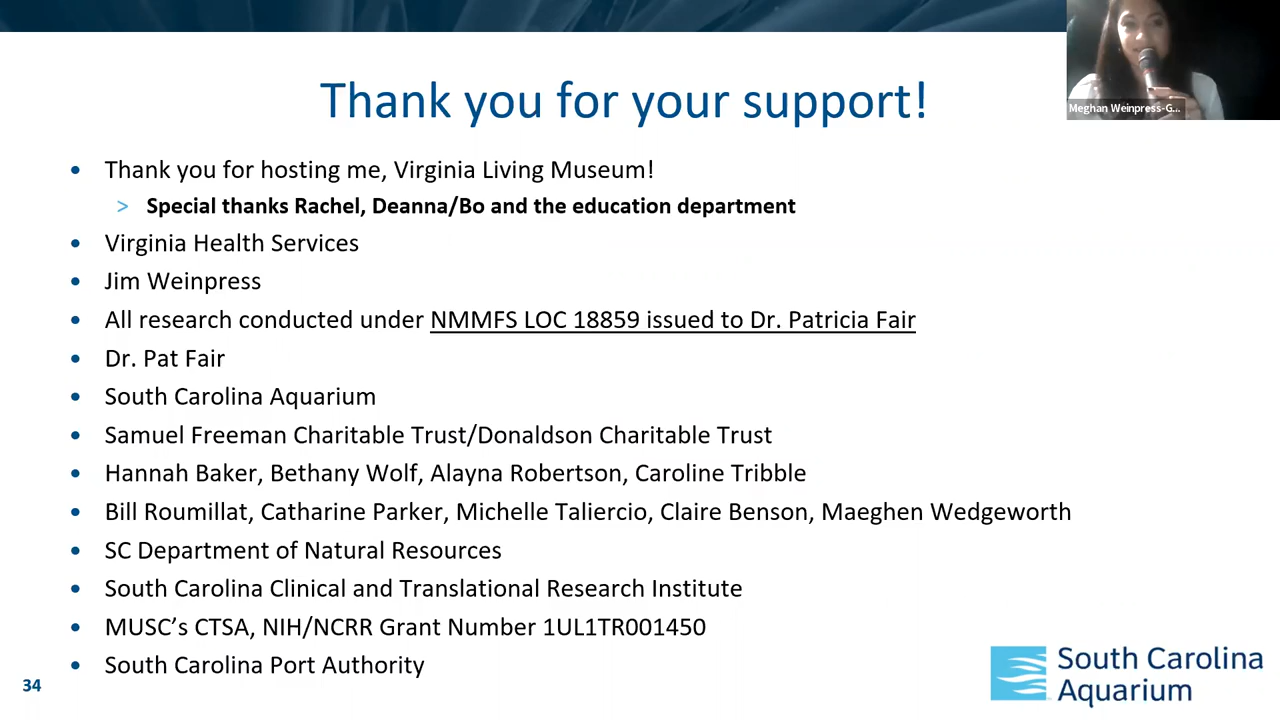 Meghan Weinpress-G...
Thank you for your support!
Thank you for hosting me, Virginia Living Museum!
Special thanks Rachel, Deanna/Bo and the education department
Virginia Health Services
Jim Weinpress
All research conducted under NMMFS LOC 18859 issued to Dr. Patricia Fair
Dr. Pat Fair
South Carolina Aquarium
Samuel Freeman Charitable Trust/Donaldson Charitable Trust
Hannah Baker, Bethany Wolf, Alayna Robertson, Caroline Tribble
Bill Roumillat, Catharine Parker, Michelle Taliercio, Claire Benson, Maeghen Wedgeworth
SC Department of Natural Resources
South Carolina Clinical and Translational Research Institute
MUSC’s CTSA, NIH/NCRR Grant Number 1UL1TR001450
South Carolina Port Authority
34
South Carolina
Aquarium